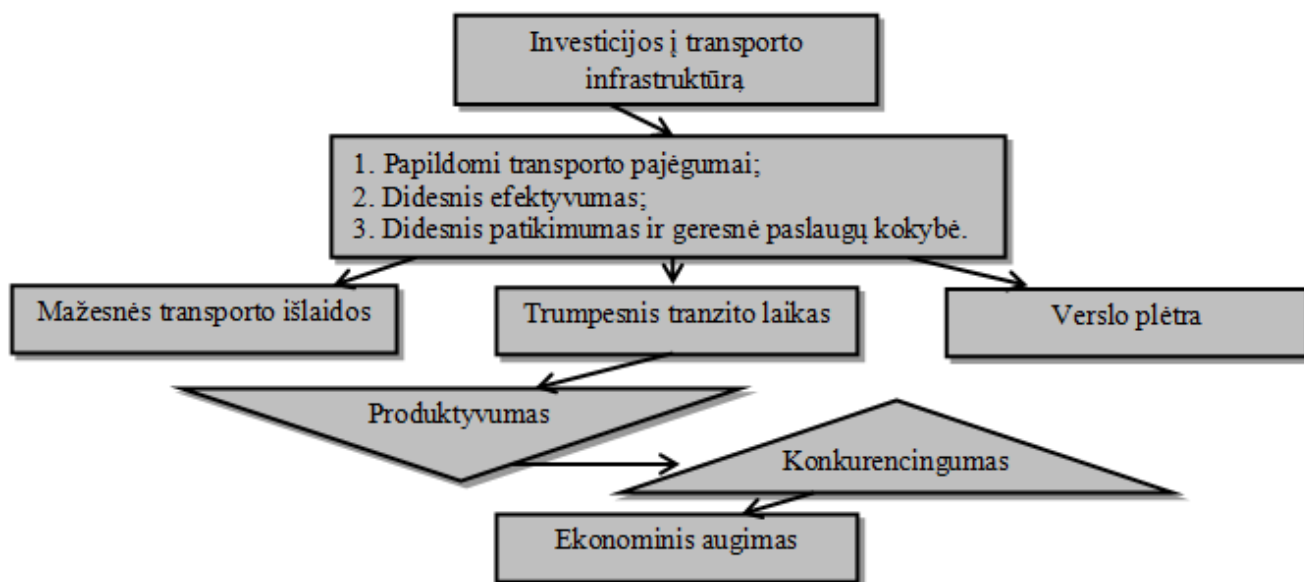 Investicijos į transporto
infrastruktūrą
1. Papildomi transporto pajėgumai;
2. Didesnis efektyvumas;
3. Didesnis patikimumas ir geresnė paslaugų kokybė.
Mažesnės transporto išlaidos
Trumpesnis tranzito laikas
Verslo plėtra
Produktyvumas
Konkurencingumas
Ekonominis augimas